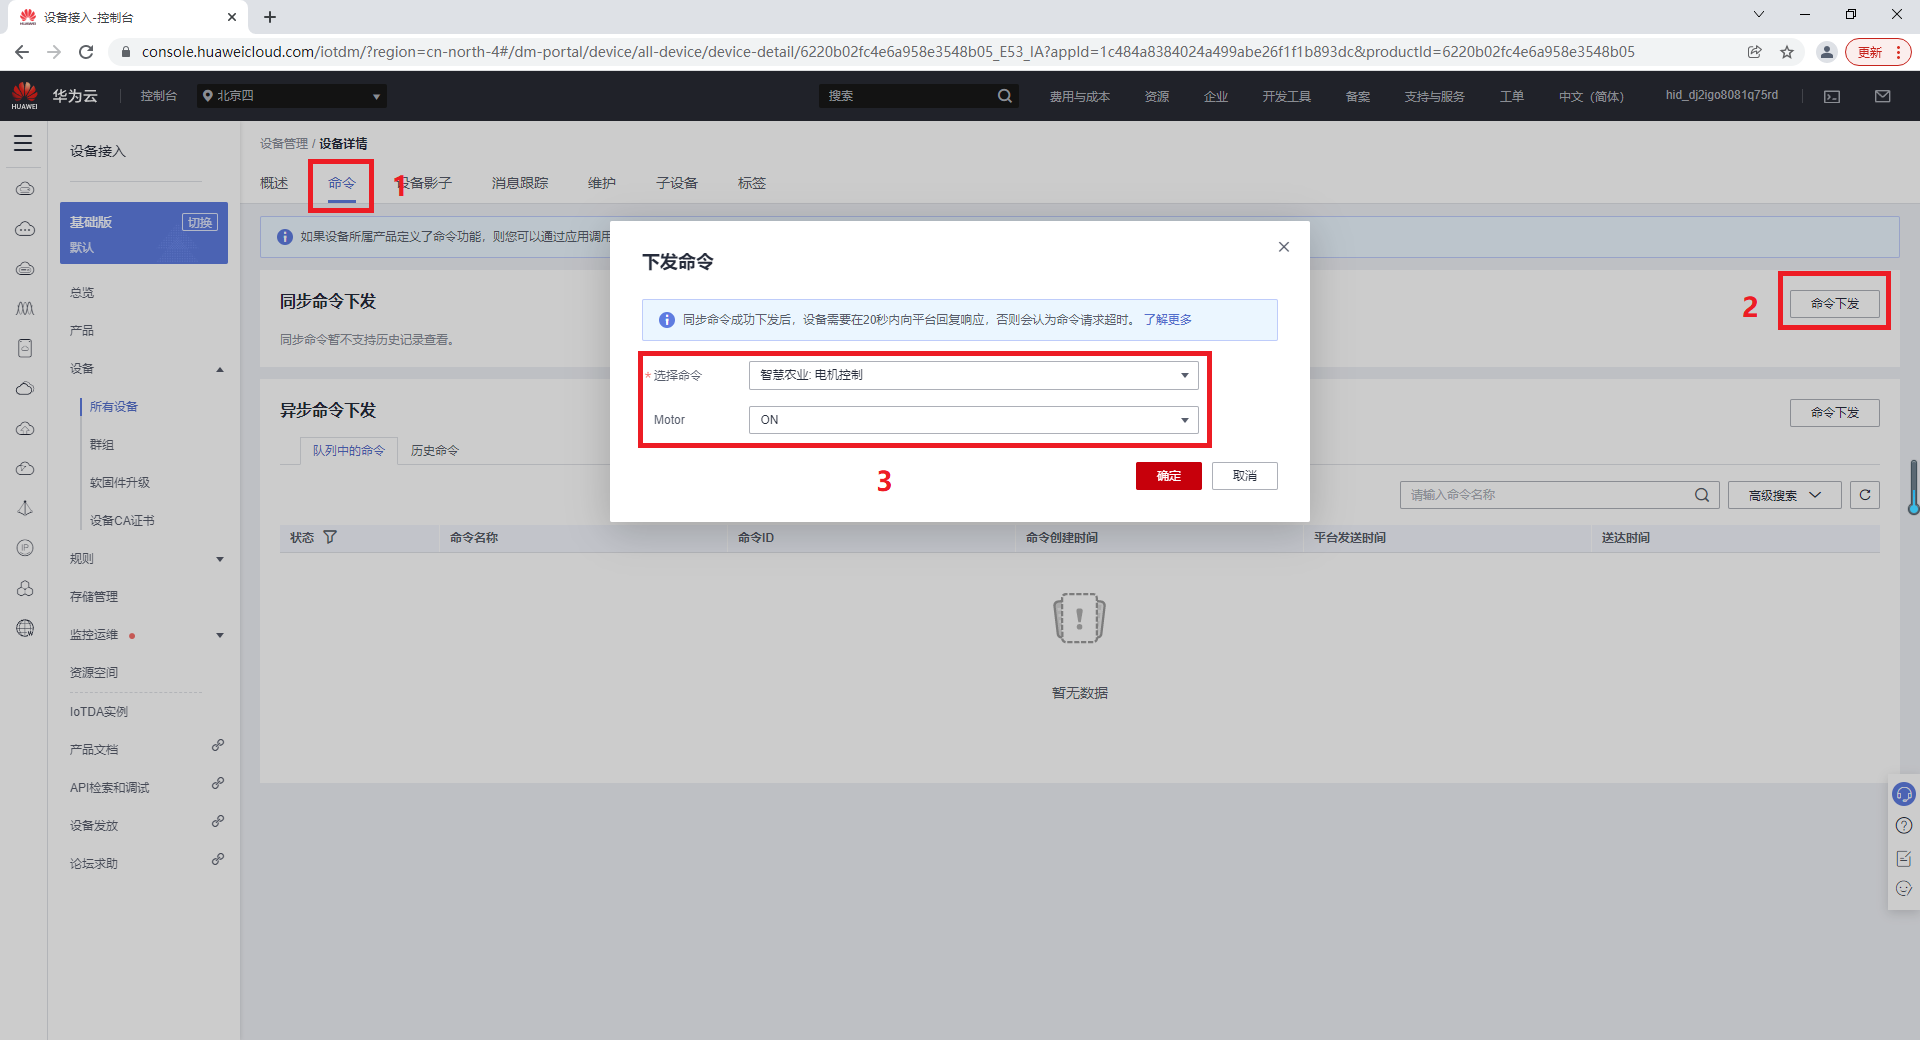 设备接入-控制台
console.huaweicloud.com/iotdm/?region=cn-north-4#/dm-portal/device/all-device/device-detail/6220b02fc4e6a958e3548b05_E53_IA?appId=1c484a8384024a499abe26f1f1b893dc&productId=6220b02fc4e6a958e3548b05
更新
HUAWEI
华为云
控制台
北京四
搜索
费用与成本
资源
企业
开发工具
备案
支持与服务
工单
中文（简体）
hid_dj2igo8081q75rd
设备接入
基础版
切换
默认
总览
产品
设备
所有设备
群组
软固件升级
设备CA证书
规则
存储管理
监控运维
资源空间
IoTDA实例
产品文档
API检索和调试
设备发放
论坛求助
设备管理 / 设备详情
概述
命令
1
设备影子
消息跟踪
维护
子设备
标签
如果设备所属产品定义了命令功能，则您可以通过应用调用
同步命令下发
同步命令暂不支持历史记录查看。
2
命令下发
异步命令下发
命令下发
队列中的命令
历史命令
请输入命令名称
高级搜索
状态
命令名称
命令ID
命令创建时间
平台发送时间
送达时间
暂无数据
下发命令
同步命令成功下发后，设备需要在20秒内向平台回复响应，否则会认为命令请求超时。 了解更多
* 选择命令
智慧农业: 电机控制
Motor
ON
3
确定
取消
IP